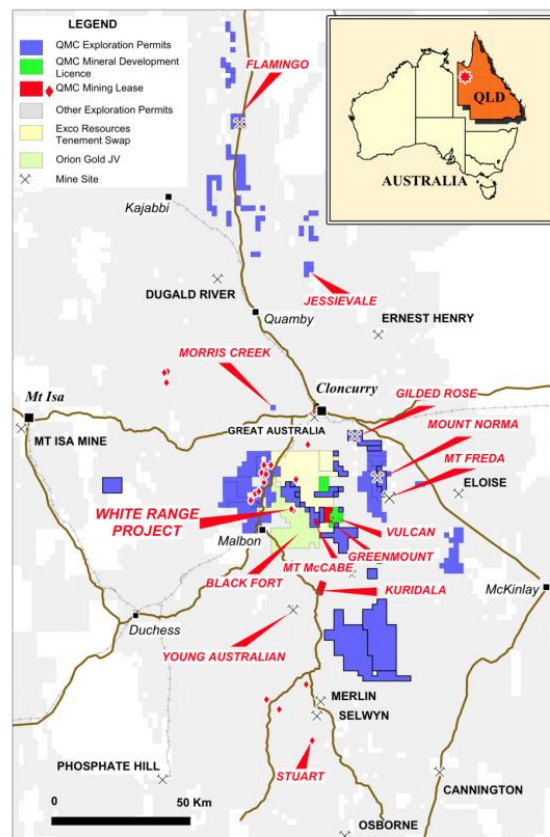 LEGEND
QMC Exploration Permits
QMC Mineral Development
Licence
QMC Mining Lease
Other Exploration Permits
Exco Resources
Tenement Swap
Orion Gold JV
Mine Site
QLD
AUSTRALIA
FLAMINGO
Kajabbi
DUGALD RIVER
JESSIEVALE
Quamby
ERNEST HENRY
MORRIS CREEK
Mt Isa
Cloncurry
GILDED ROSE
GREAT AUSTRALIA
MOUNT NORMA
MT ISA MINE
MT FREDA
ELOISE
WHITE RANGE
PROJECT
VULCAN
Malbon
GREENMOUNT
MT McCABE
BLACK FORT
KURIDALA
McKinlay
Duchess
YOUNG AUSTRALIAN
MERLIN
SELWYN
PHOSPHATE HILL
STUART
CANNINGTON
0 50 Km
OSBORNE